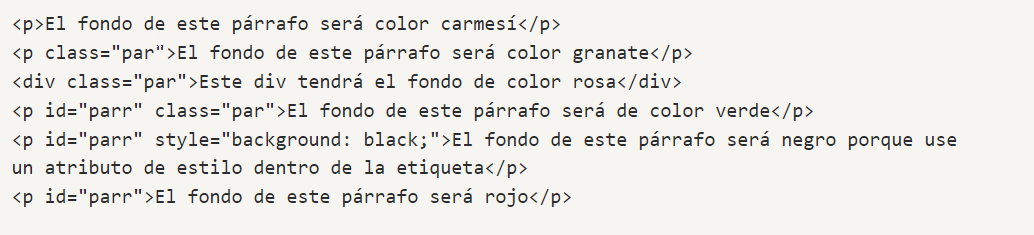 <p>El fondo de este párrafo será color carmesí</p>
<p class="par“>El fondo de este párrafo será color granate</p>
<div class="par">Este div tendrá el fondo de color rosa</div>
<p id="parr" class="par">El fondo de este párrafo será de color verde</p>
<p id="parr" style="background: black;">El fondo de este párrafo será negro porque use
un atributo de estilo dentro de la etiqueta</p>
<p id="parr">El fondo de este párrafo será rojo</p>